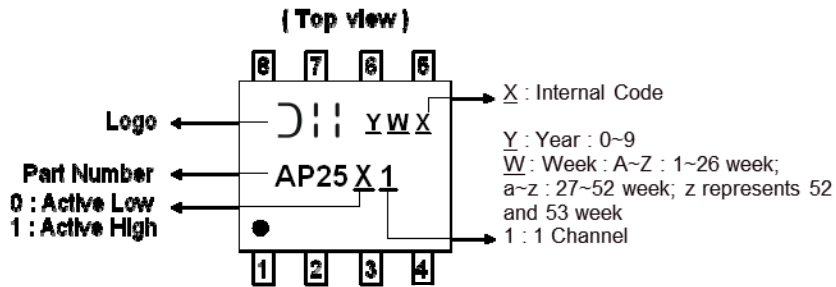 ( Top view )
8 7 6 5
Logo
Y W X
X : Internal Code
Part Number
AP25 X 1
0 : Active Low
1 : Active High
Y : Year : 0~9
W : Week : A~Z : 1~26 week;
a~z : 27~52 week; z represents 52
and 53 week
1 : 1 Channel
1 2 3 4